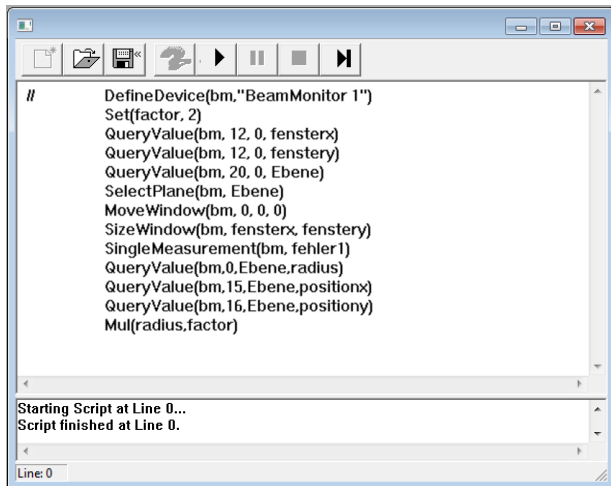 // DefineDevice(bm,"BeamMonitor 1")
Set(factor, 2)
QueryValue(bm, 12, 0, fensterx)
QueryValue(bm, 12, 0, fenstery)
QueryValue(bm, 20, 0, Ebene)
SelectPlane(bm, Ebene)
MoveWindow(bm, 0, 0, 0)
SizeWindow(bm, fensterx, fenstery)
SingleMeasurement(bm, fehler1)
QueryValue(bm,0,Ebene,radius)
QueryValue(bm,15,Ebene,positionx)
QueryValue(bm,16,Ebene,positiony)
Mul(radius,factor)
Starting Script at Line 0...
Script finished at Line 0.
Line: 0